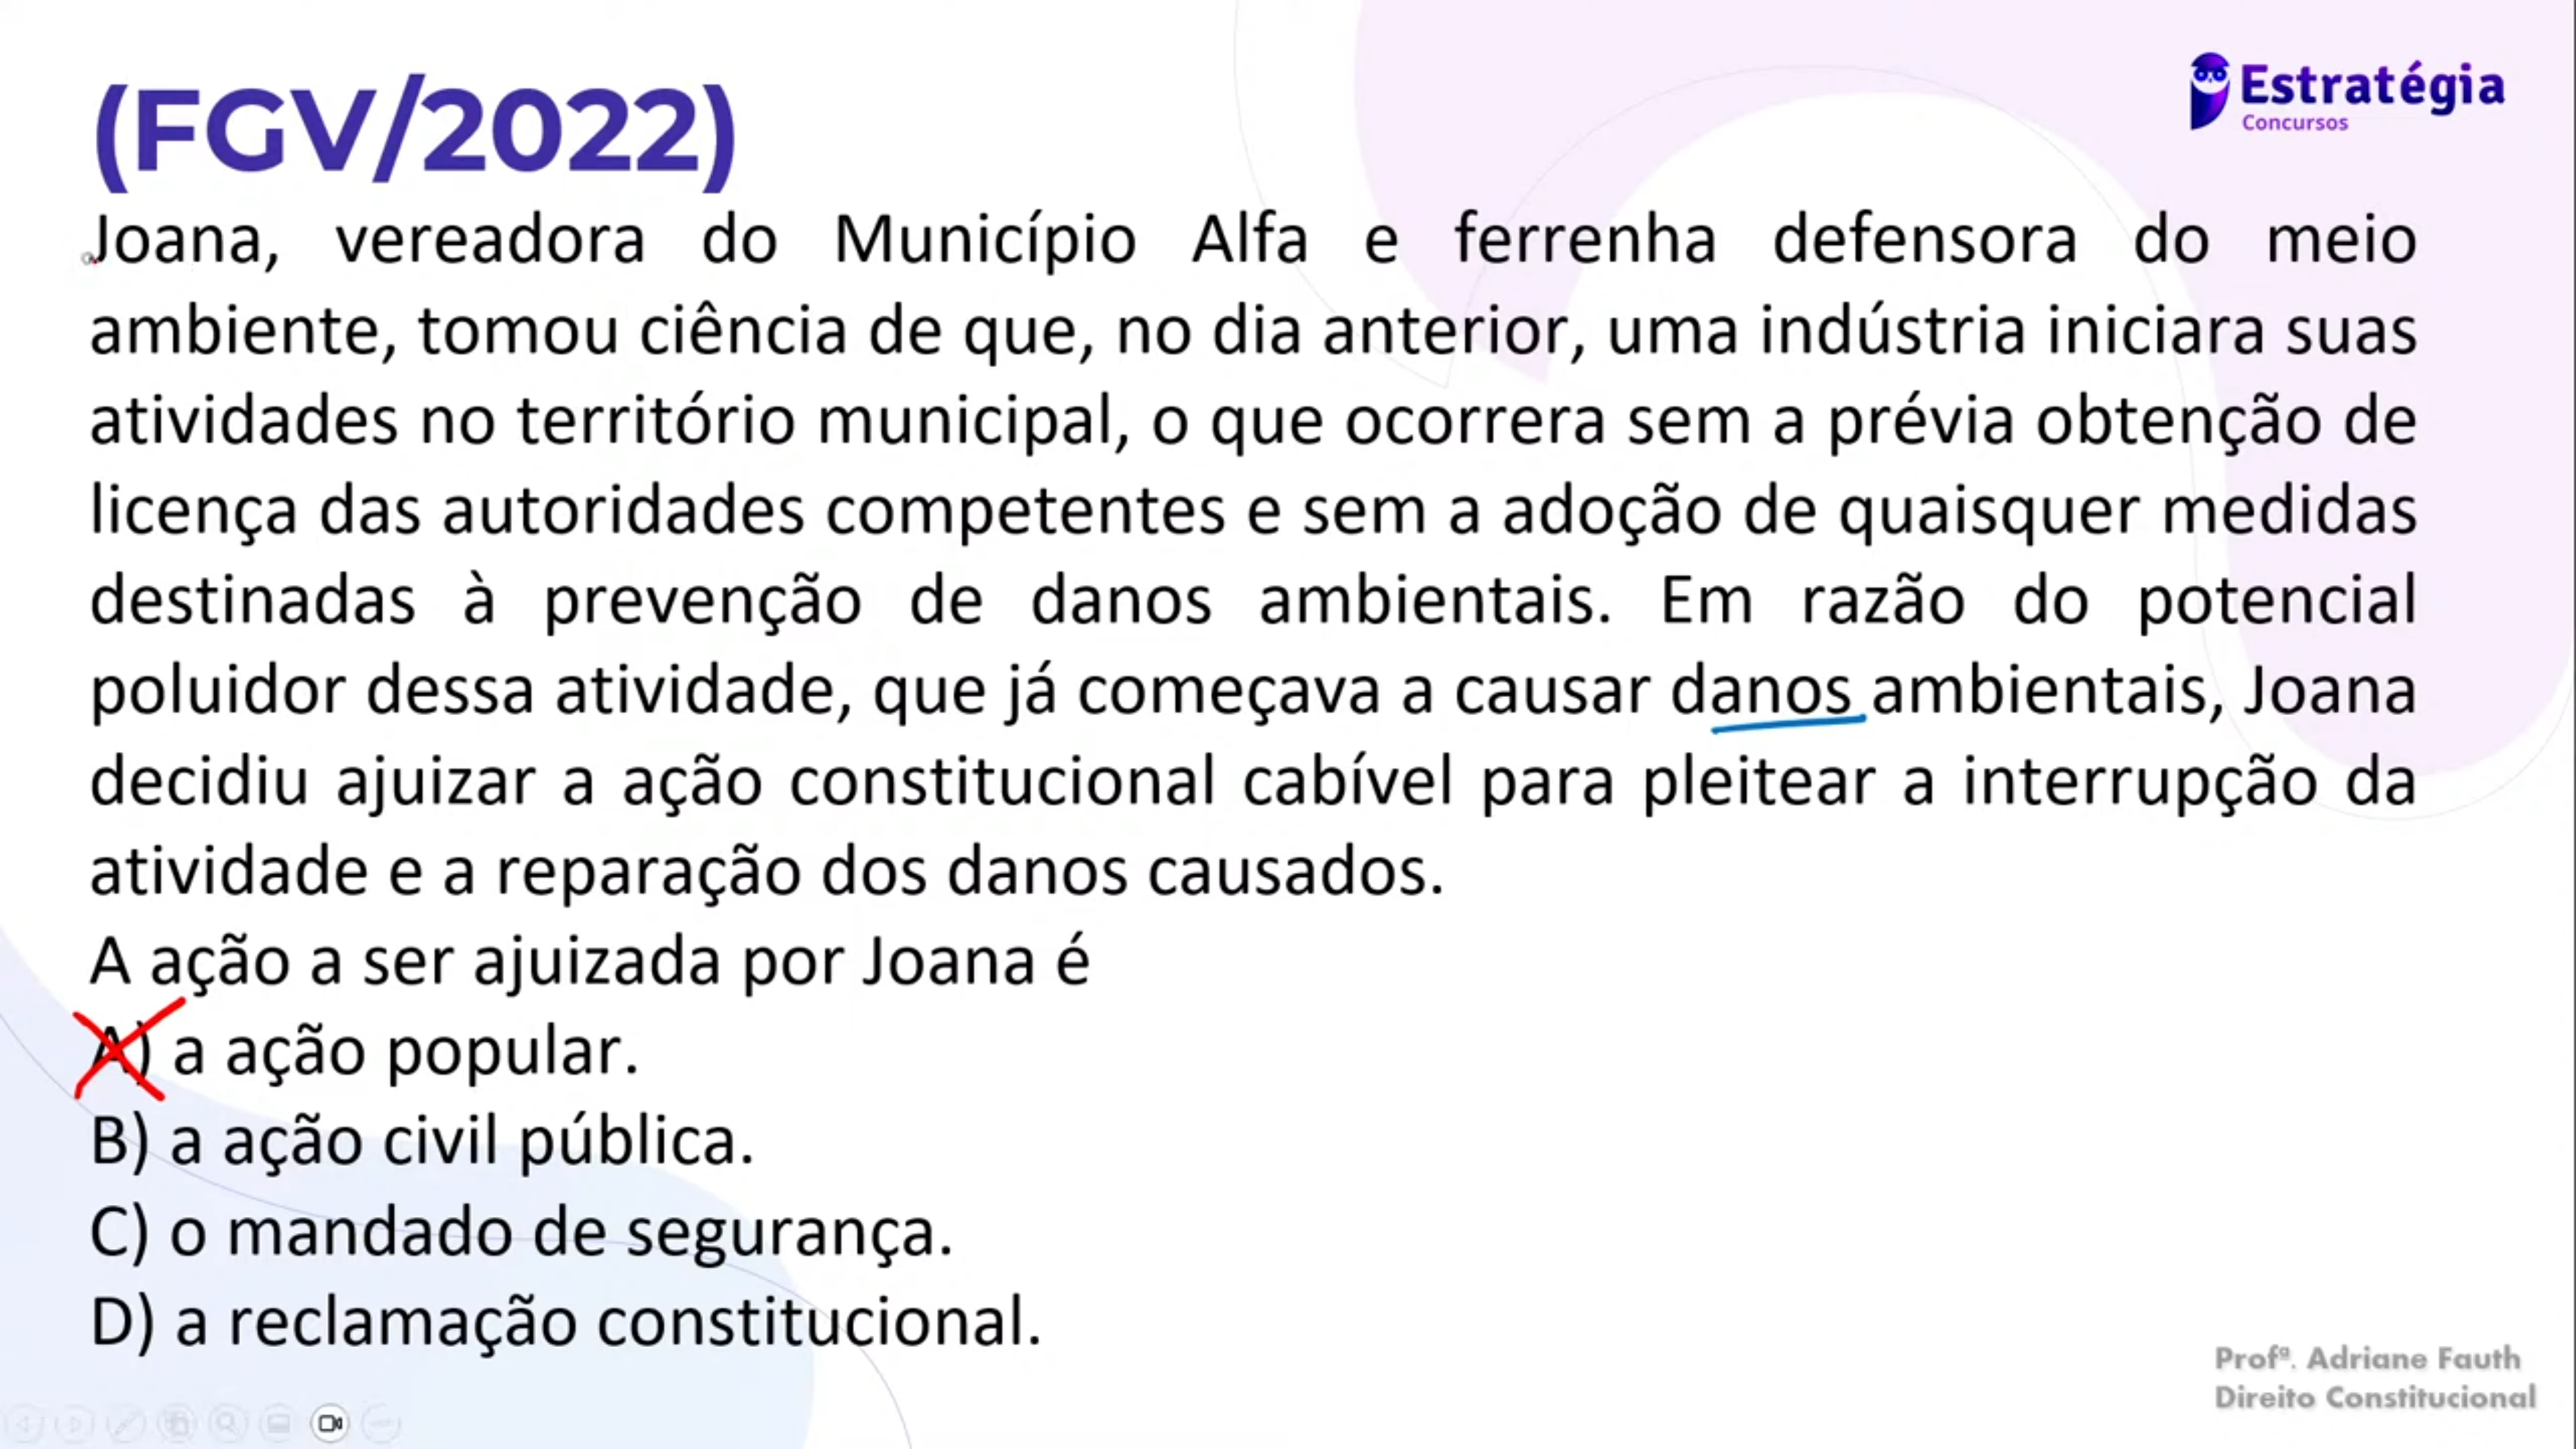 (FGV/2022)
Estratégia
Concursos
Joana, vereadora do Município Alfa e ferrenha defensora do meio
ambiente, tomou ciência de que, no dia anterior, uma indústria iniciara suas
atividades no território municipal, o que ocorrera sem a prévia obtenção de
licença das autoridades competentes e sem a adoção de quaisquer medidas
destinadas à prevenção de danos ambientais. Em razão do potencial
poluidor dessa atividade, que já começava a causar danos ambientais, Joana
decidiu ajuizar a ação constitucional cabível para pleitear a interrupção da
atividade e a reparação dos danos causados.
A ação a ser ajuizada por Joana é
A) a ação popular.
B) a ação civil pública.
C) o mandado de segurança.
D) a reclamação constitucional.
Profª. Adriane Fauth
Direito Constitucional